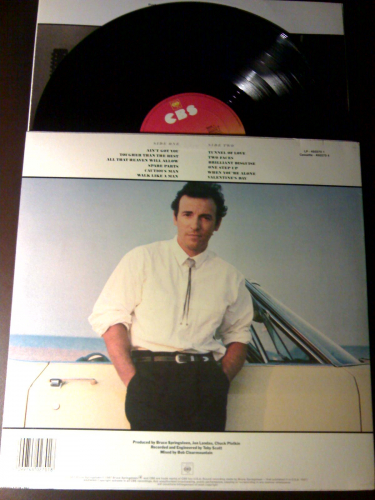 CBS
SIDE ONE
AIN'T GOT YOU
TOUGHER THAN THE REST
ALL THAT HEAVEN WILL ALLOW
SPARE PARTS
CAUTIOUS MAN
WALK LIKE A MAN
SIDE TWO
TUNNEL OF LOVE
TWO FACES
BRILLIANT DISGUISE
ONE STEP UP
WHEN YOU'RE ALONE
VALENTINE'S DAY
Produced by Bruce Springsteen, Jon Landau, Chuck Plotkin
Recorded and Engineered by Toby Scott
Mixed by Bob Clearmountain